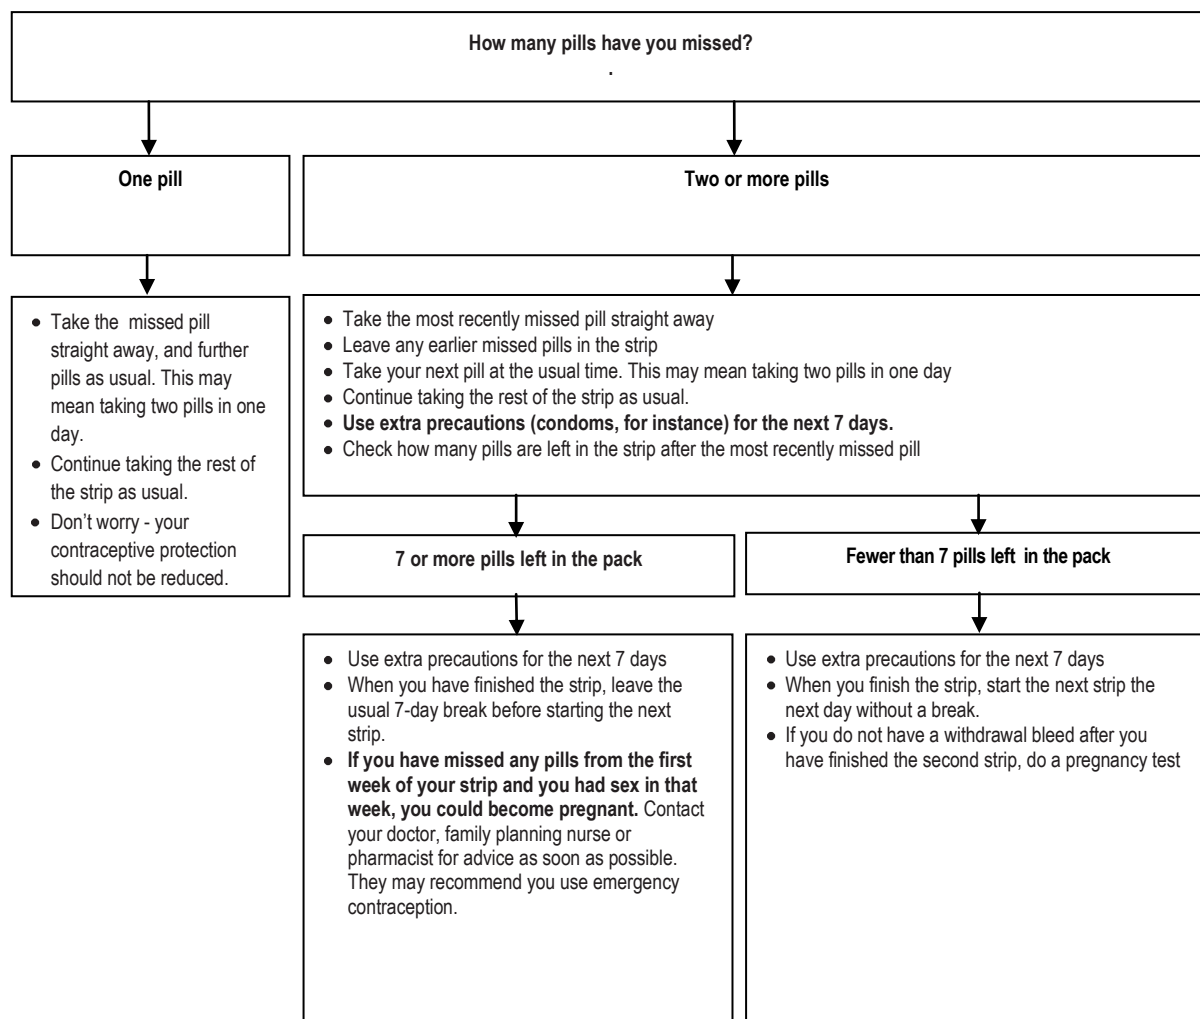 How many pills have you missed?
.
One pill
Two or more pills
• Take the missed pill
straight away, and further
pills as usual. This may
mean taking two pills in one
day.
• Continue taking the rest of
the strip as usual.
• Don’t worry - your
contraceptive protection
should not be reduced.
• Take the most recently missed pill straight away
• Leave any earlier missed pills in the strip
• Take your next pill at the usual time. This may mean taking two pills in one day
• Continue taking the rest of the strip as usual.
• Use extra precautions (condoms, for instance) for the next 7 days.
• Check how many pills are left in the strip after the most recently missed pill
7 or more pills left in the pack
Fewer than 7 pills left in the pack
• Use extra precautions for the next 7 days
• When you have finished the strip, leave the
usual 7-day break before starting the next
strip.
• If you have missed any pills from the first
week of your strip and you had sex in that
week, you could become pregnant. Contact
your doctor, family planning nurse or
pharmacist for advice as soon as possible.
They may recommend you use emergency
contraception.
• Use extra precautions for the next 7 days
• When you finish the strip, start the next strip the
next day without a break.
• If you do not have a withdrawal bleed after you
have finished the second strip, do a pregnancy test